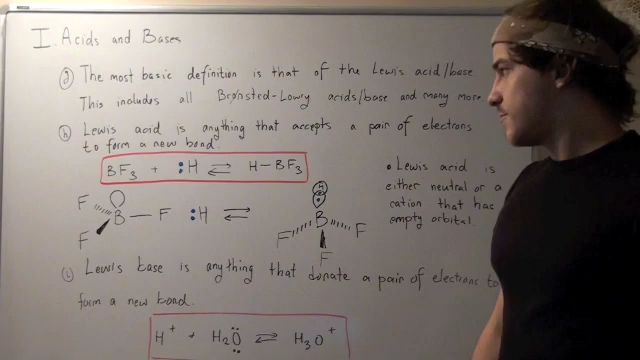 I. Acids and Bases
(g) The most basic definition is that of the Lewis acid/base
This includes all Brønsted-Lowry acids/base and many more
(h) Lewis acid is anything that accepts a pair of electrons
to form a new bond.
BF₃ + :H ⇌ H-BF₃
• Lewis acid is
either neutral or a
cation that has
empty orbital.
F
F
B — F :H ⇌
H
B
F F
F
(i) Lewis base is anything that donate a pair of electrons to
form a new bond.
H⁺ + H₂O ⇌ H₃O⁺